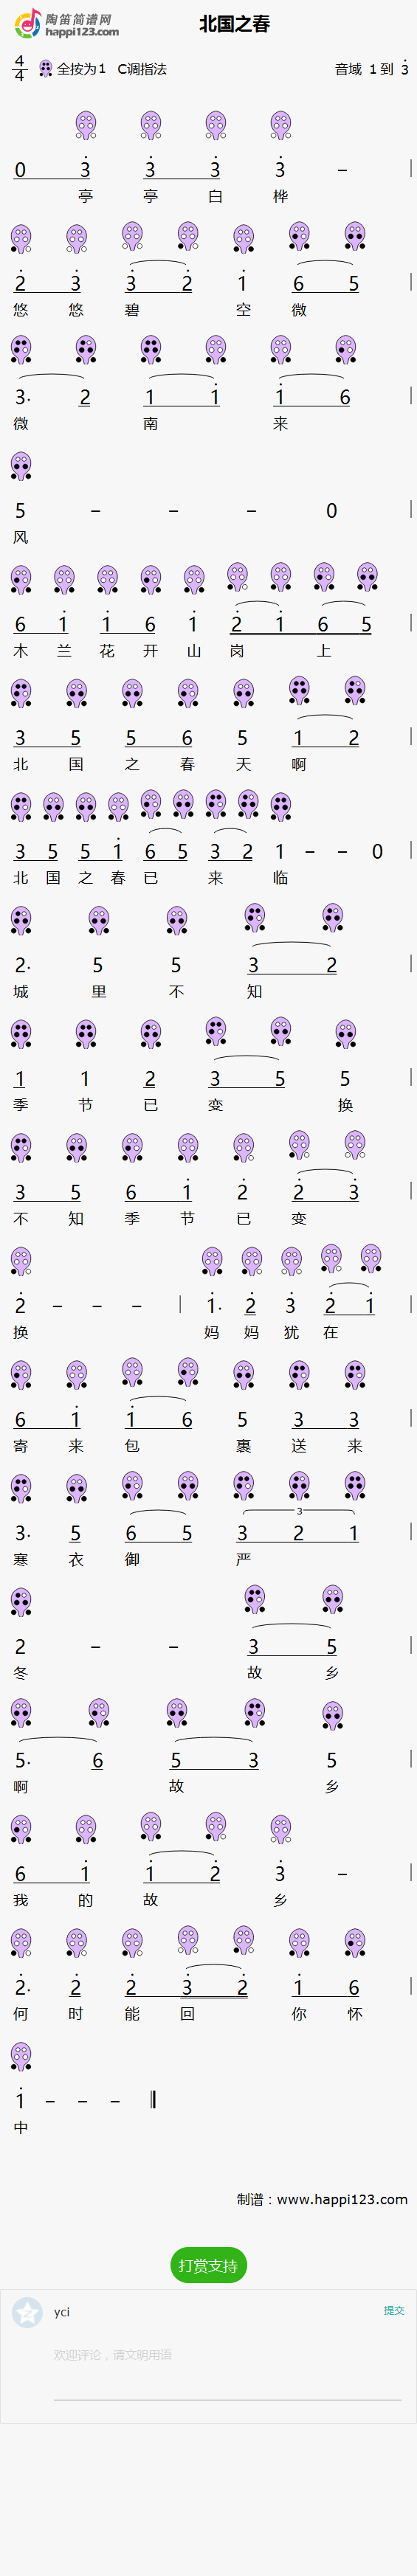 陶笛简谱网
happi123.com
北国之春
4/4 全按为1 C调指法 音域 1 到 3̇
0 3̇ 3̇ 3̇ 3̇ – |
亭 亭 白 桦
2̇ 3̇ 3̇ 2̇ 1̇ 6 5 |
悠 悠 碧 空 微
3· 2 1 1̇ 1̇ 6 |
微 南 来
5 – – – 0 |
风
6 1̇ 1̇ 6 1̇ 2̇ 1̇ 6 5 |
木 兰 花 开 山 岗 上
3 5 5 6 5 1 2 |
北 国 之 春 天 啊
3 5 5 1̇ 6 5 3 2 1 – – 0 |
北 国 之 春 已 来 临
2· 5 5 3 2 |
城 里 不 知
1 1 2 3 5 5 |
季 节 已 变 换
3 5 6 1̇ 2̇ 2̇ 3̇ |
不 知 季 节 已 变
2̇ – – – | 1̇· 2̇ 3̇ 2̇ 1̇ |
换 妈 妈 犹 在
6 1̇ 1̇ 6 5 3 3 |
寄 来 包 裹 送 来
3
3· 5 6 5 3 2 1 |
寒 衣 御 严
2 – – 3 5 |
冬 故 乡
5· 6 5 3 5 |
啊 故 乡
6 1̇ 1̇ 2̇ 3̇ – |
我 的 故 乡
2̇· 2̇ 2̇ 3̇ 2̇ 1̇ 6 |
何 时 能 回 你 怀
1̇ – – – ‖
中
制谱：www.happi123.com
打赏支持
yci 提交
欢迎评论，请文明用语